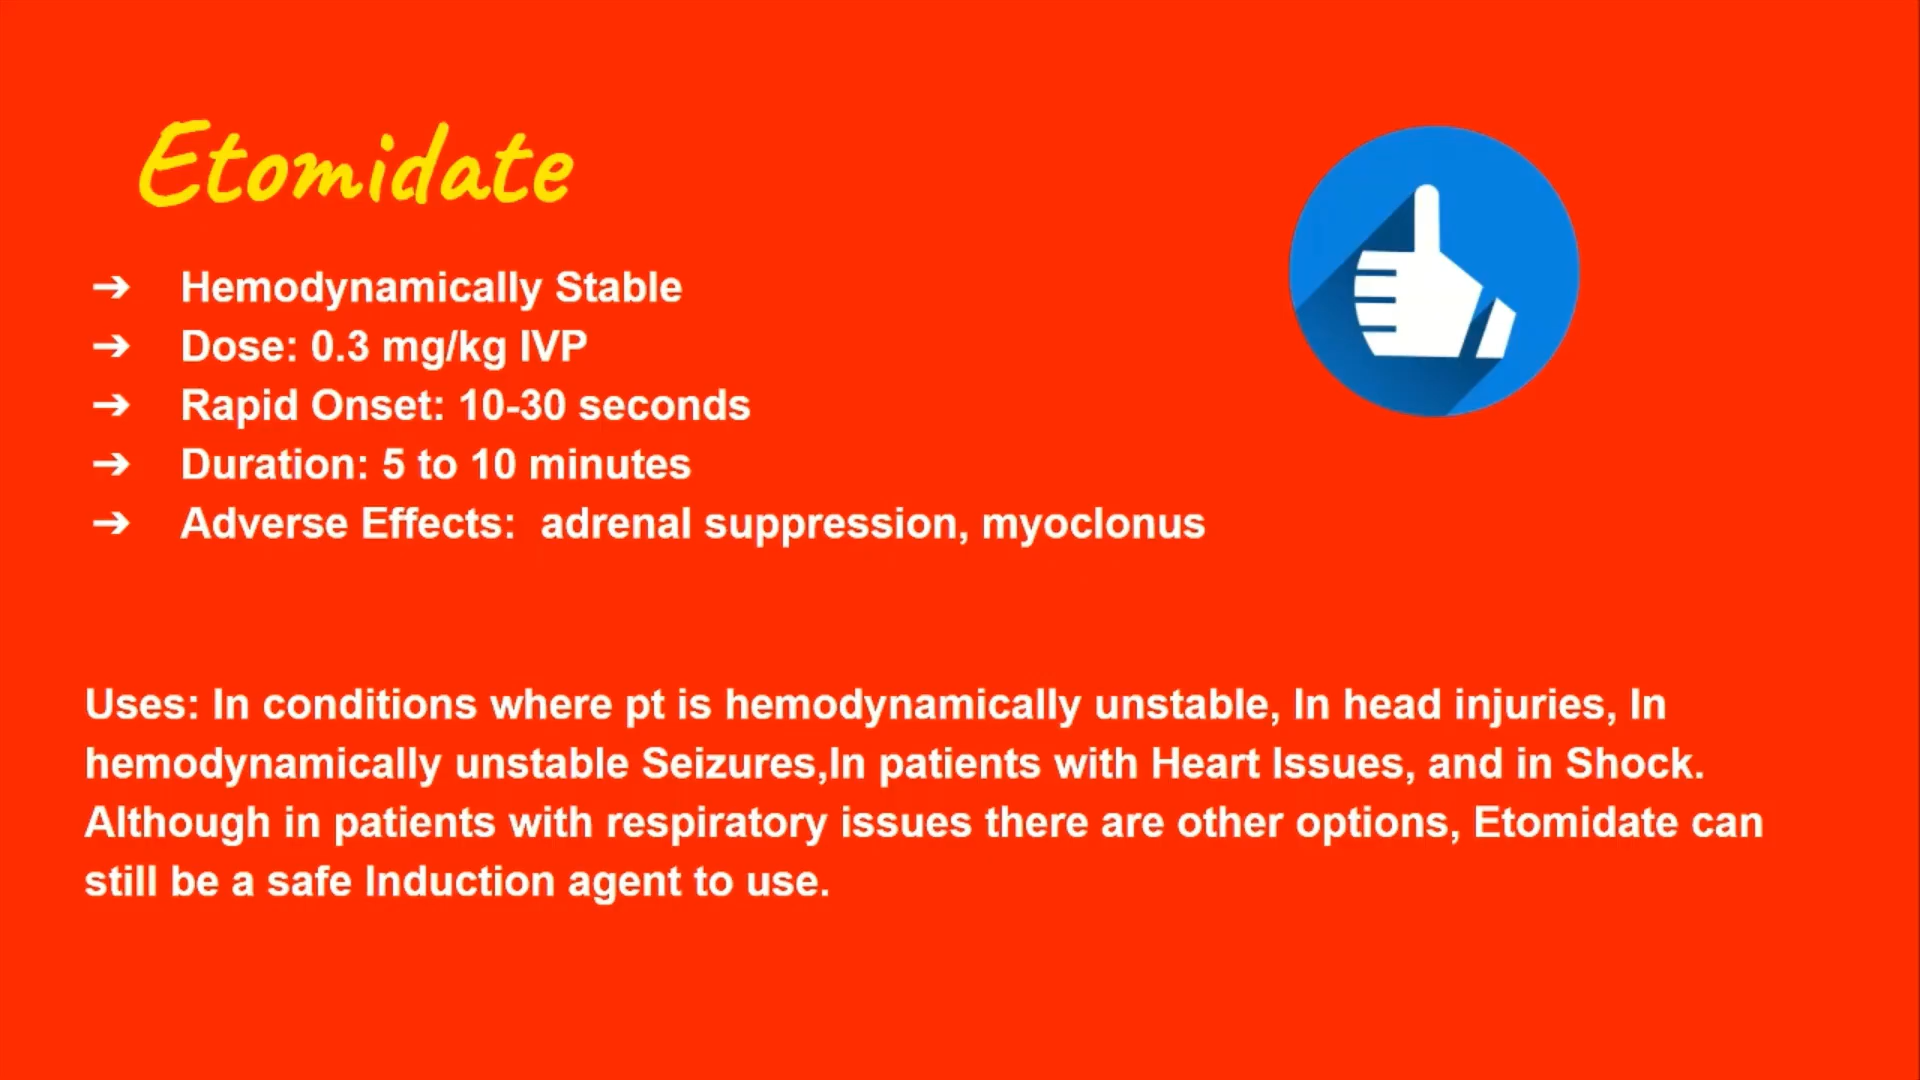 Etomidate
➔ Hemodynamically Stable
➔ Dose: 0.3 mg/kg IVP
➔ Rapid Onset: 10-30 seconds
➔ Duration: 5 to 10 minutes
➔ Adverse Effects:  adrenal suppression, myoclonus
Uses: In conditions where pt is hemodynamically unstable, In head injuries, In
hemodynamically unstable Seizures,In patients with Heart Issues, and in Shock.
Although in patients with respiratory issues there are other options, Etomidate can
still be a safe Induction agent to use.